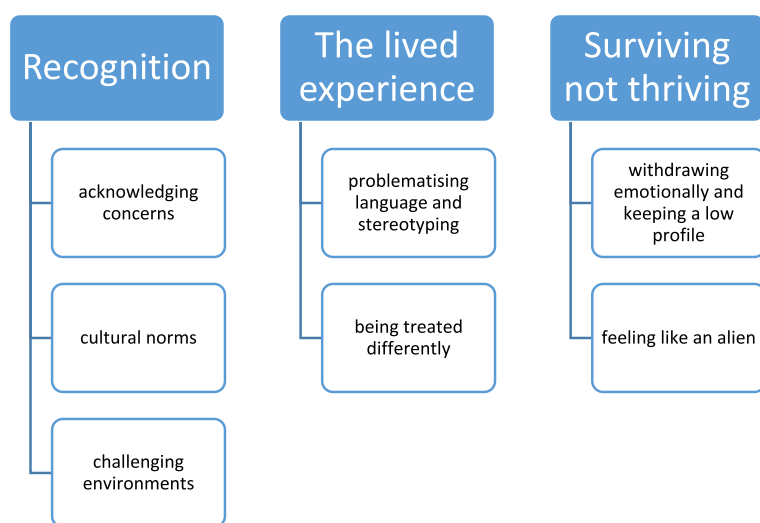 Recognition
acknowledging
concerns
cultural norms
challenging
environments
The lived
experience
problematising
language and
stereotyping
being treated
differently
Surviving
not thriving
withdrawing
emotionally and
keeping a low
profile
feeling like an alien